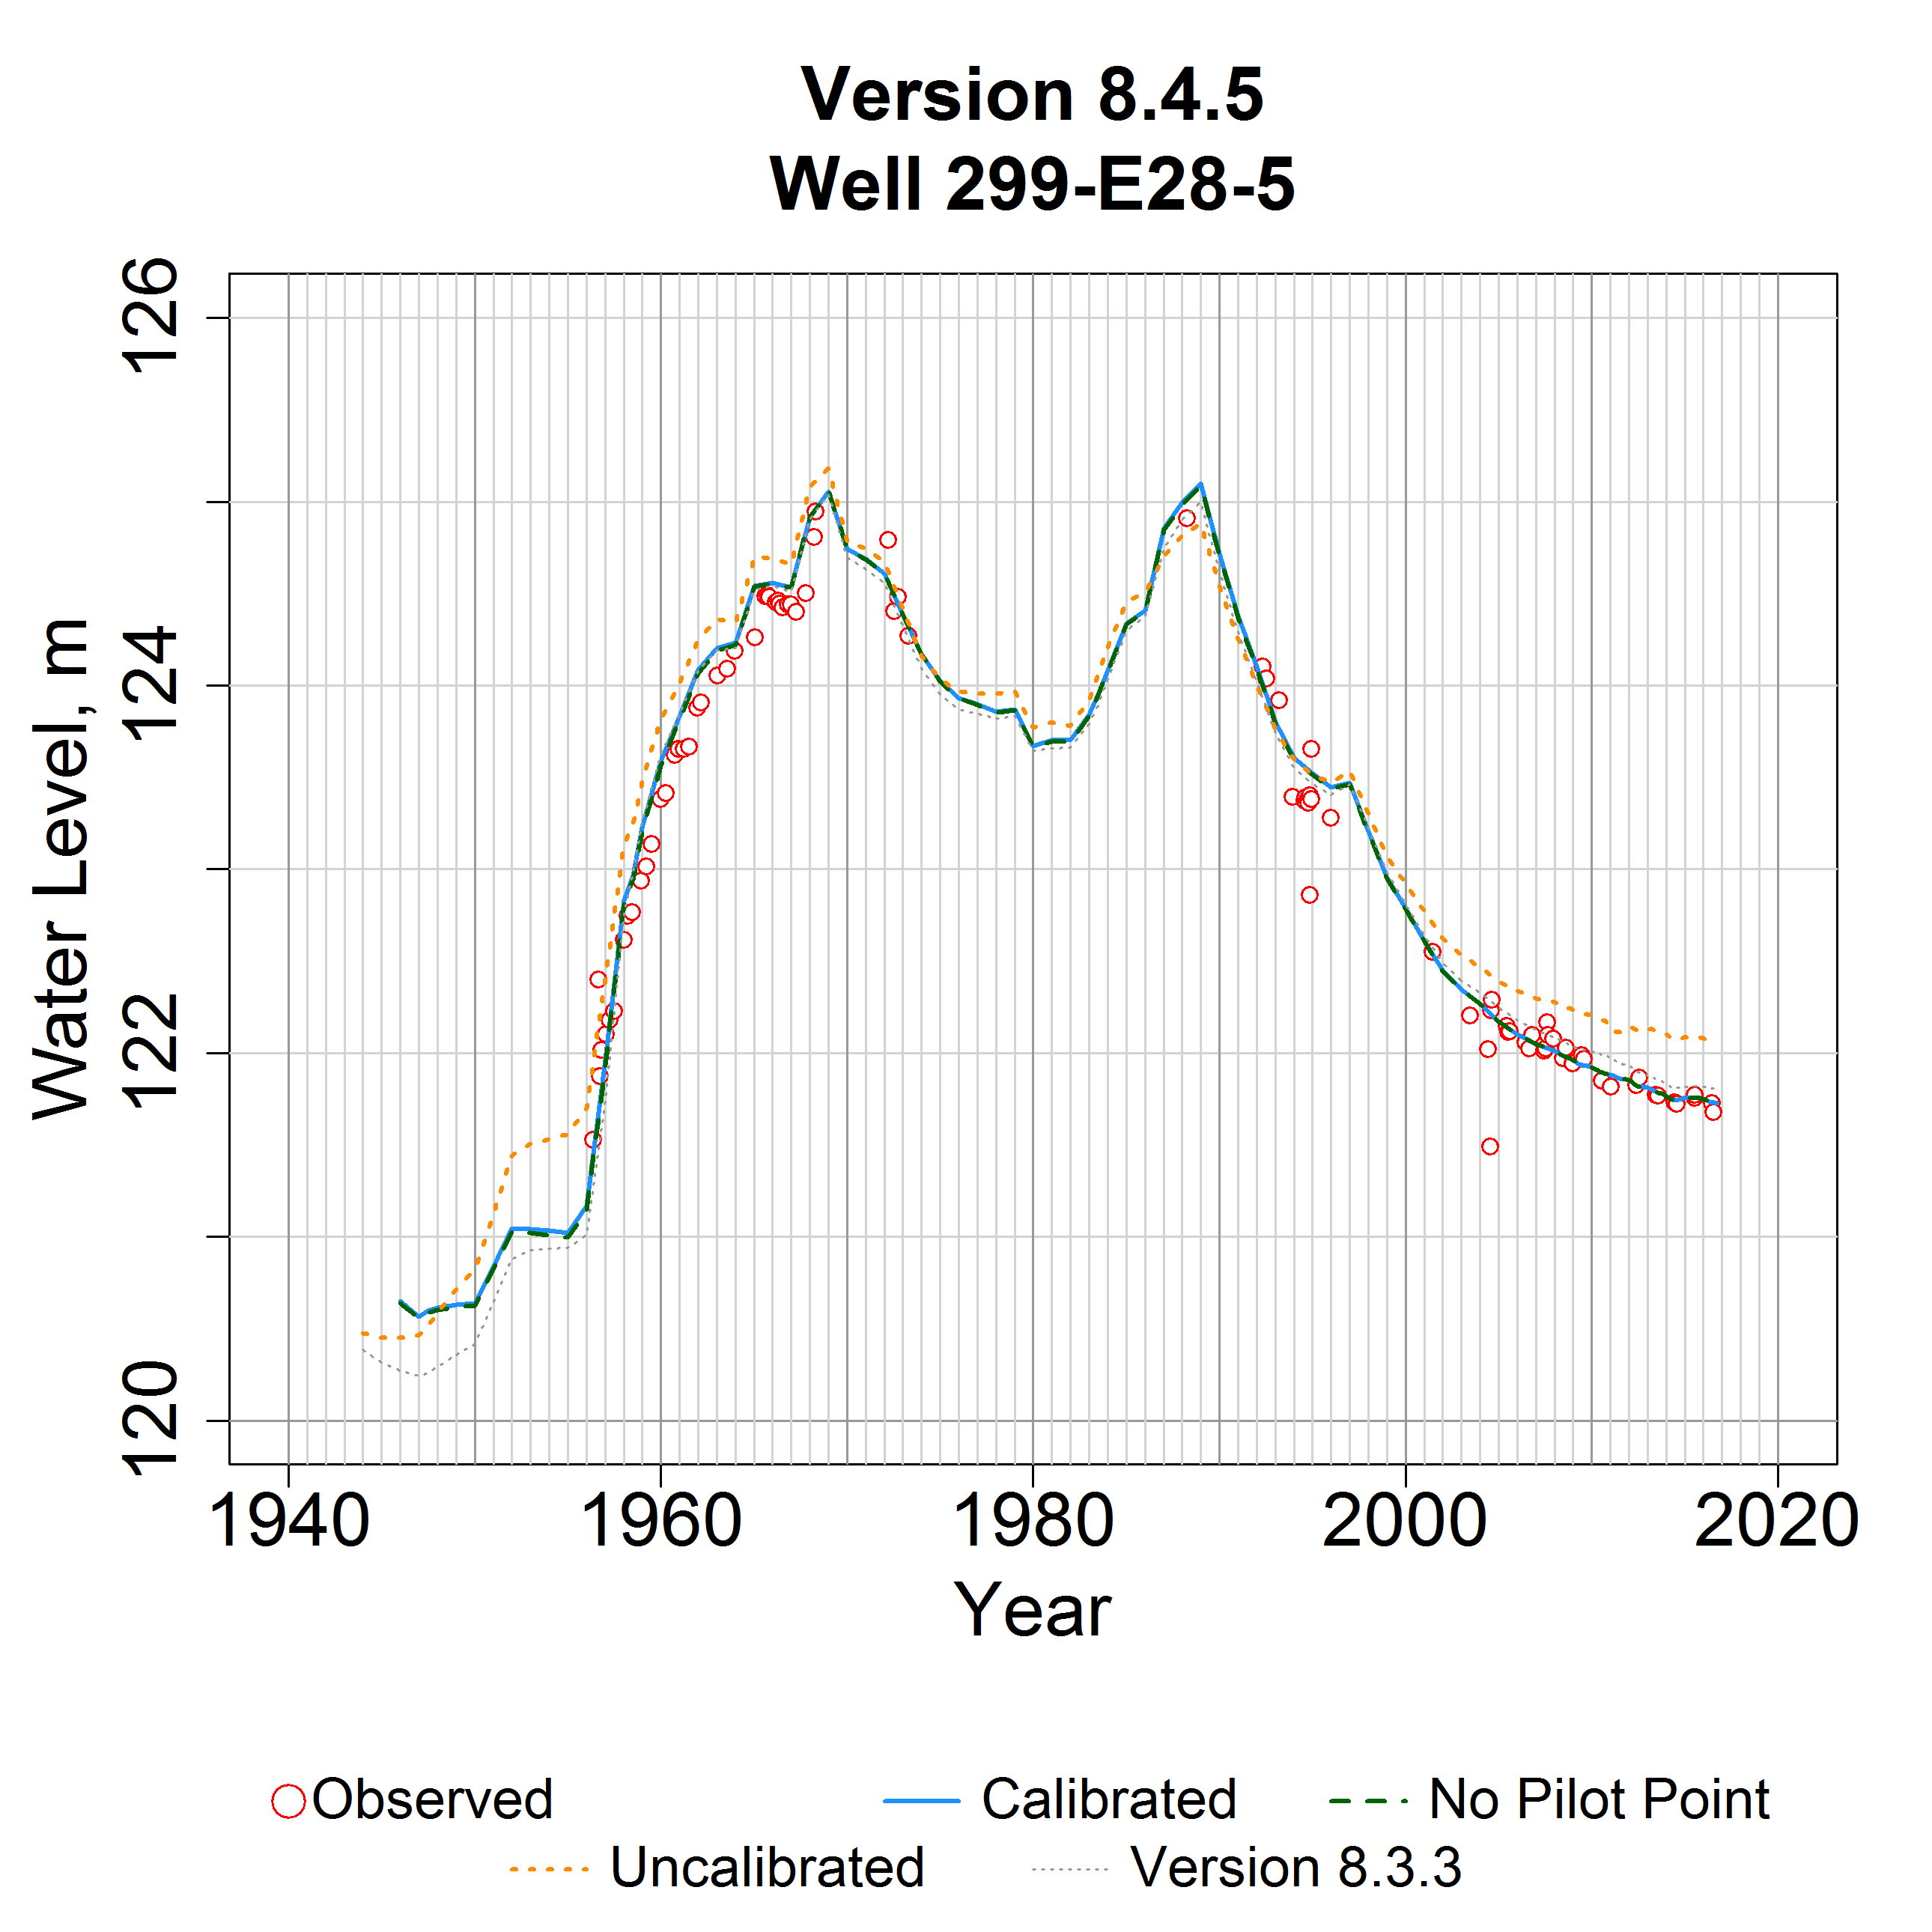 Version 8.4.5
Well 299-E28-5
Water Level, m
126
124
122
120
1940 1960 1980 2000 2020
Year
Observed Calibrated No Pilot Point
Uncalibrated Version 8.3.3